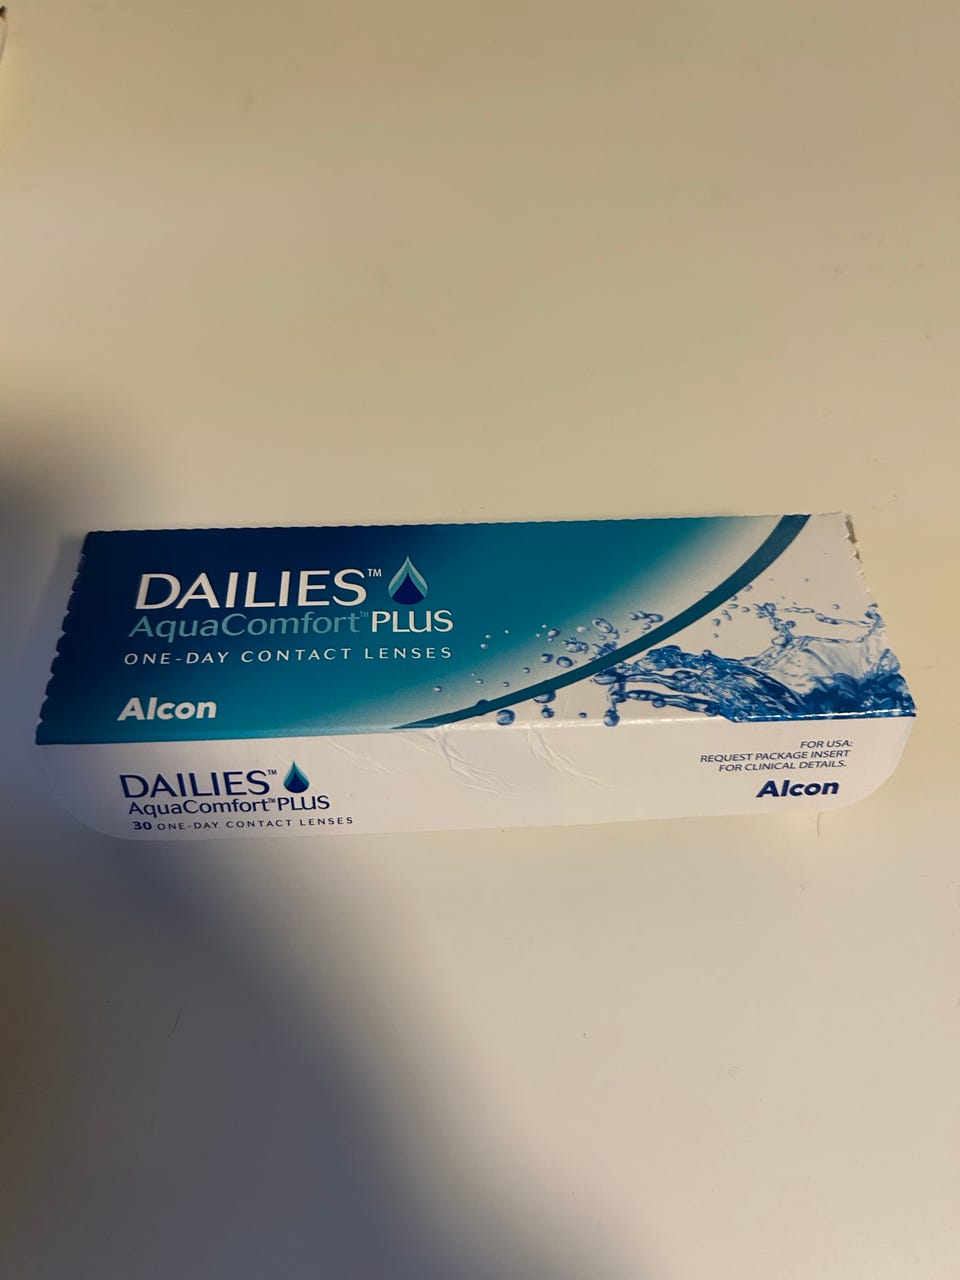 DAILIES™
AquaComfort™ PLUS
ONE-DAY CONTACT LENSES
Alcon
DAILIES™
AquaComfort™ PLUS
30 ONE-DAY CONTACT LENSES
FOR USA:
REQUEST PACKAGE INSERT
FOR CLINICAL DETAILS.
Alcon